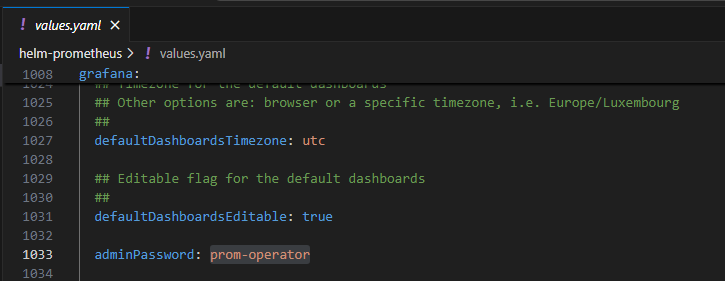 ! values.yaml ×
helm-prometheus > ! values.yaml
1008 grafana:
1024 ## Timezone for the default dashboards
1025 ## Other options are: browser or a specific timezone, i.e. Europe/Luxembourg
1026 ##
1027 defaultDashboardsTimezone: utc
1028
1029 ## Editable flag for the default dashboards
1030 ##
1031 defaultDashboardsEditable: true
1032
1033 adminPassword: prom-operator
1034